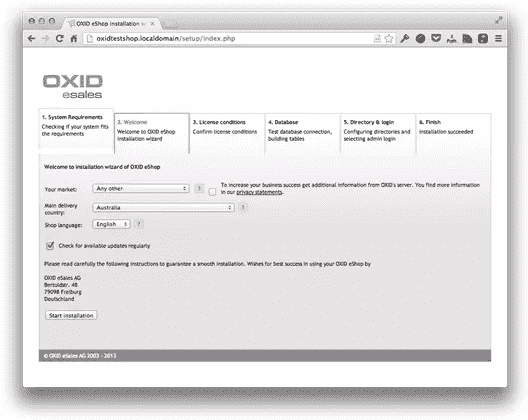 OXID eShop installation w
oxidtestshop.localdomain/setup/index.php
OXID
esales
1. System Requirements
Checking if your system fits
the requirements
2. Welcome
Welcome to OXID eShop
installation wizard
3. License conditions
Confirm license conditions
4. Database
Test database connection,
building tables
5. Directory & login
Configuring directories and
selecting admin login
6. Finish
Installation succeeded
Welcome to installation wizard of OXID eShop
Your market:
Any other
?
To increase your business success get additional information from OXID's server. You find more information
in our privacy statements.
Main delivery
country:
Australia
?
Shop language:
English
?
Check for available updates regularly
Please read carefully the following instructions to guarantee a smooth installation. Wishes for best success in using your OXID eShop by
OXID eSales AG
Bertoldstr. 48
79098 Freiburg
Deutschland
Start installation
© OXID eSales AG 2003 - 2013